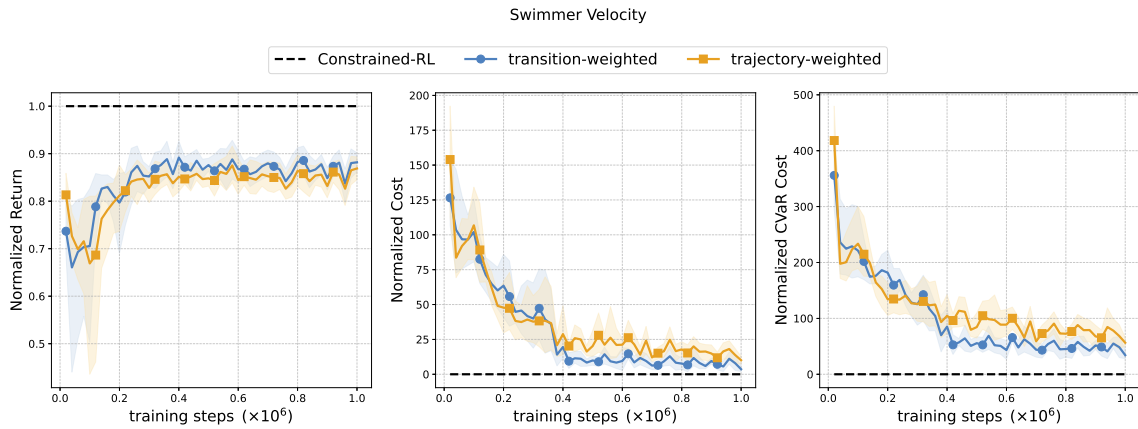 Swimmer Velocity
Constrained-RL transition-weighted trajectory-weighted
Normalized Return
1.0
0.9
0.8
0.7
0.6
0.5
0.0 0.2 0.4 0.6 0.8 1.0
training steps (×10⁶)
Normalized Cost
200
175
150
125
100
75
50
25
0
0.0 0.2 0.4 0.6 0.8 1.0
training steps (×10⁶)
Normalized CVaR Cost
500
400
300
200
100
0
0.0 0.2 0.4 0.6 0.8 1.0
training steps (×10⁶)